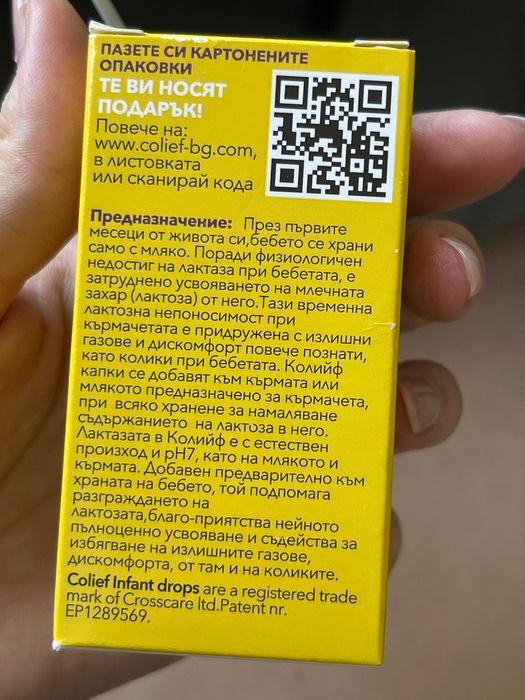 ПАЗЕТЕ СИ КАРТОНЕНИТЕ
ОПАКОВКИ
ТЕ ВИ НОСЯТ
ПОДАРЪК!
Повече на:
www.colief-bg.com,
в листовката
или сканирай кода
Предназначение: През първите
месеци от живота си,бебето се храни
само с мляко. Поради физиологичен
недостиг на лактаза при бебетата, е
затруднено усвояването на млечната
захар (лактоза) от него.Тази временна
лактозна непоносимост при
кърмачетата е придружена с излишни
газове и дискомфорт повече познати,
като колики при бебетата. Колийф
капки се добавят към кърмата или
млякото предназначено за кърмачета,
при всяко хранене за намаляване
съдържанието на лактоза в него.
Лактазата в Колийф е с естествен
произход и pH7, като на млякото и
кърмата. Добавен предварително към
храната на бебето, той подпомага
разграждането на
лактозата,благо-приятства нейното
пълноценно усвояване и съдейства за
избягване на излишните газове,
дискомфорта, от там и на коликите.
Colief Infant drops are a registered trade
mark of Crosscare ltd.Patent nr.
EP1289569.